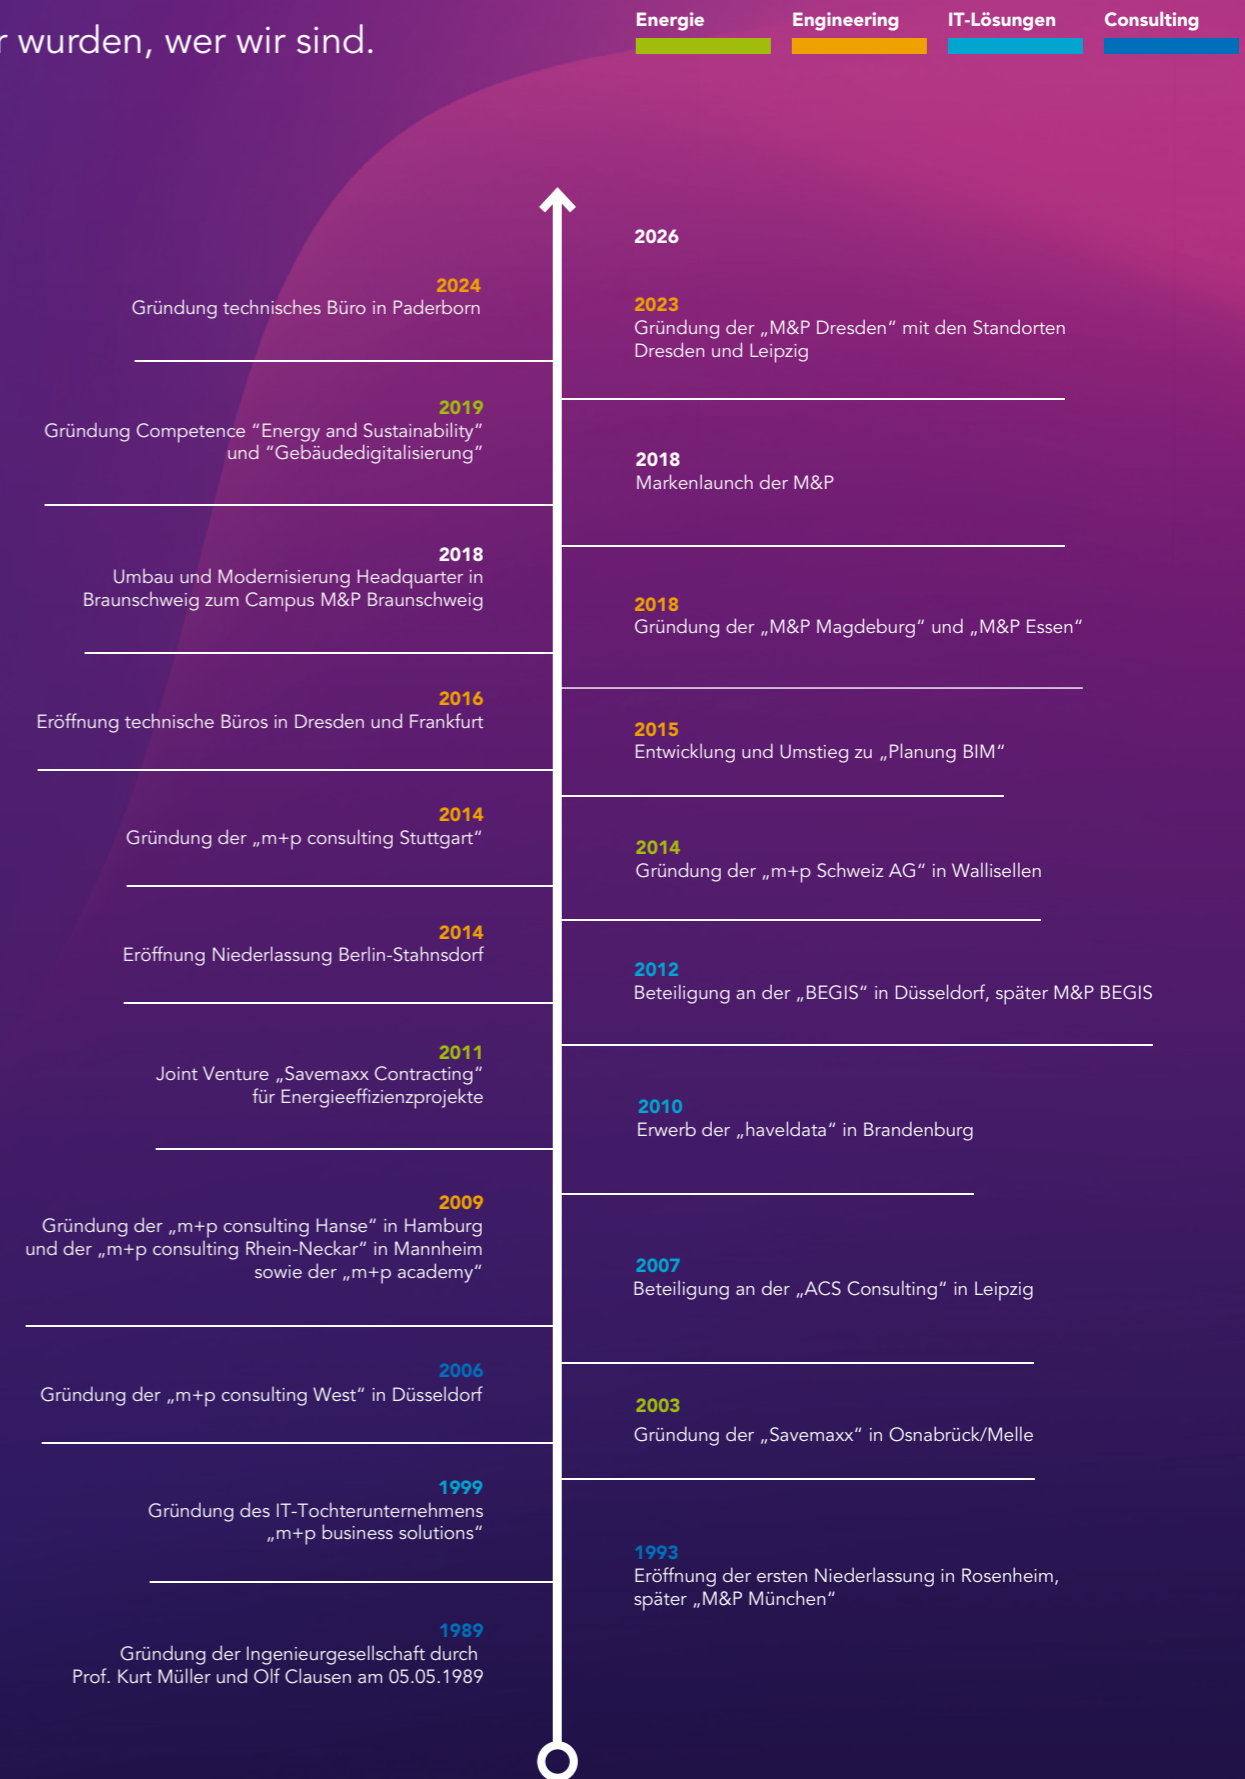 r wurden, wer wir sind.
Energie
Engineering
IT-Lösungen
Consulting
2026
2024
Gründung technisches Büro in Paderborn
2023
Gründung der „M&P Dresden“ mit den Standorten
Dresden und Leipzig
2019
Gründung Competence “Energy and Sustainability”
und “Gebäudedigitalisierung”
2018
Markenlaunch der M&P
2018
Umbau und Modernisierung Headquarter in
Braunschweig zum Campus M&P Braunschweig
2018
Gründung der „M&P Magdeburg“ und „M&P Essen“
2016
Eröffnung technische Büros in Dresden und Frankfurt
2015
Entwicklung und Umstieg zu „Planung BIM“
2014
Gründung der „m+p consulting Stuttgart“
2014
Gründung der „m+p Schweiz AG“ in Wallisellen
2014
Eröffnung Niederlassung Berlin-Stahnsdorf
2012
Beteiligung an der „BEGIS“ in Düsseldorf, später M&P BEGIS
2011
Joint Venture „Savemaxx Contracting“
für Energieeffizienzprojekte
2010
Erwerb der „haveldata“ in Brandenburg
2009
Gründung der „m+p consulting Hanse“ in Hamburg
und der „m+p consulting Rhein-Neckar“ in Mannheim
sowie der „m+p academy“
2007
Beteiligung an der „ACS Consulting“ in Leipzig
2006
Gründung der „m+p consulting West“ in Düsseldorf
2003
Gründung der „Savemaxx“ in Osnabrück/Melle
1999
Gründung des IT-Tochterunternehmens
„m+p business solutions“
1993
Eröffnung der ersten Niederlassung in Rosenheim,
später „M&P München“
1989
Gründung der Ingenieurgesellschaft durch
Prof. Kurt Müller und Olf Clausen am 05.05.1989